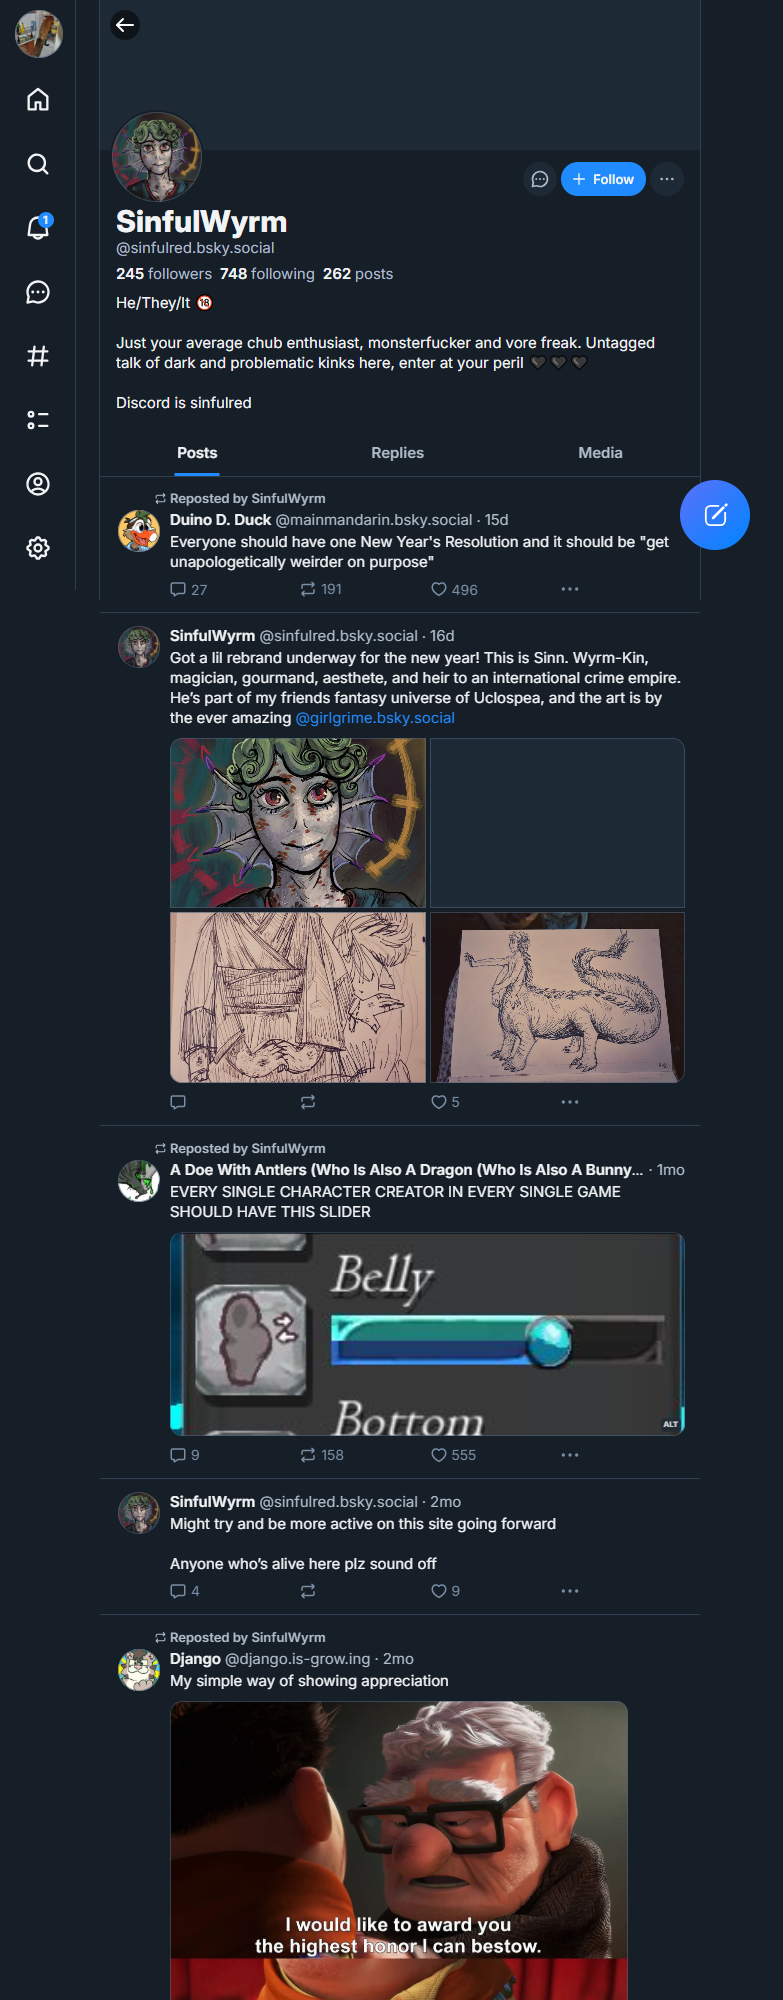 1
Follow
SinfulWyrm
@sinfulred.bsky.social
245 followers 748 following 262 posts
He/They/It 🔞
Just your average chub enthusiast, monsterfucker and vore freak. Untagged
talk of dark and problematic kinks here, enter at your peril 🖤 🖤 🖤
Discord is sinfulred
Posts Replies Media
Reposted by SinfulWyrm
Duino D. Duck @mainmandarin.bsky.social · 15d
Everyone should have one New Year's Resolution and it should be "get
unapologetically weirder on purpose"
27 191 496
SinfulWyrm @sinfulred.bsky.social · 16d
Got a lil rebrand underway for the new year! This is Sinn. Wyrm-Kin,
magician, gourmand, aesthete, and heir to an international crime empire.
He’s part of my friends fantasy universe of Uclospea, and the art is by
the ever amazing @girlgrime.bsky.social
5
Reposted by SinfulWyrm
A Doe With Antlers (Who Is Also A Dragon (Who Is Also A Bunny... · 1mo
EVERY SINGLE CHARACTER CREATOR IN EVERY SINGLE GAME
SHOULD HAVE THIS SLIDER
Belly
Bottom
ALT
9 158 555
SinfulWyrm @sinfulred.bsky.social · 2mo
Might try and be more active on this site going forward
Anyone who’s alive here plz sound off
4 9
Reposted by SinfulWyrm
Django @django.is-grow.ing · 2mo
My simple way of showing appreciation
I would like to award you
the highest honor I can bestow.